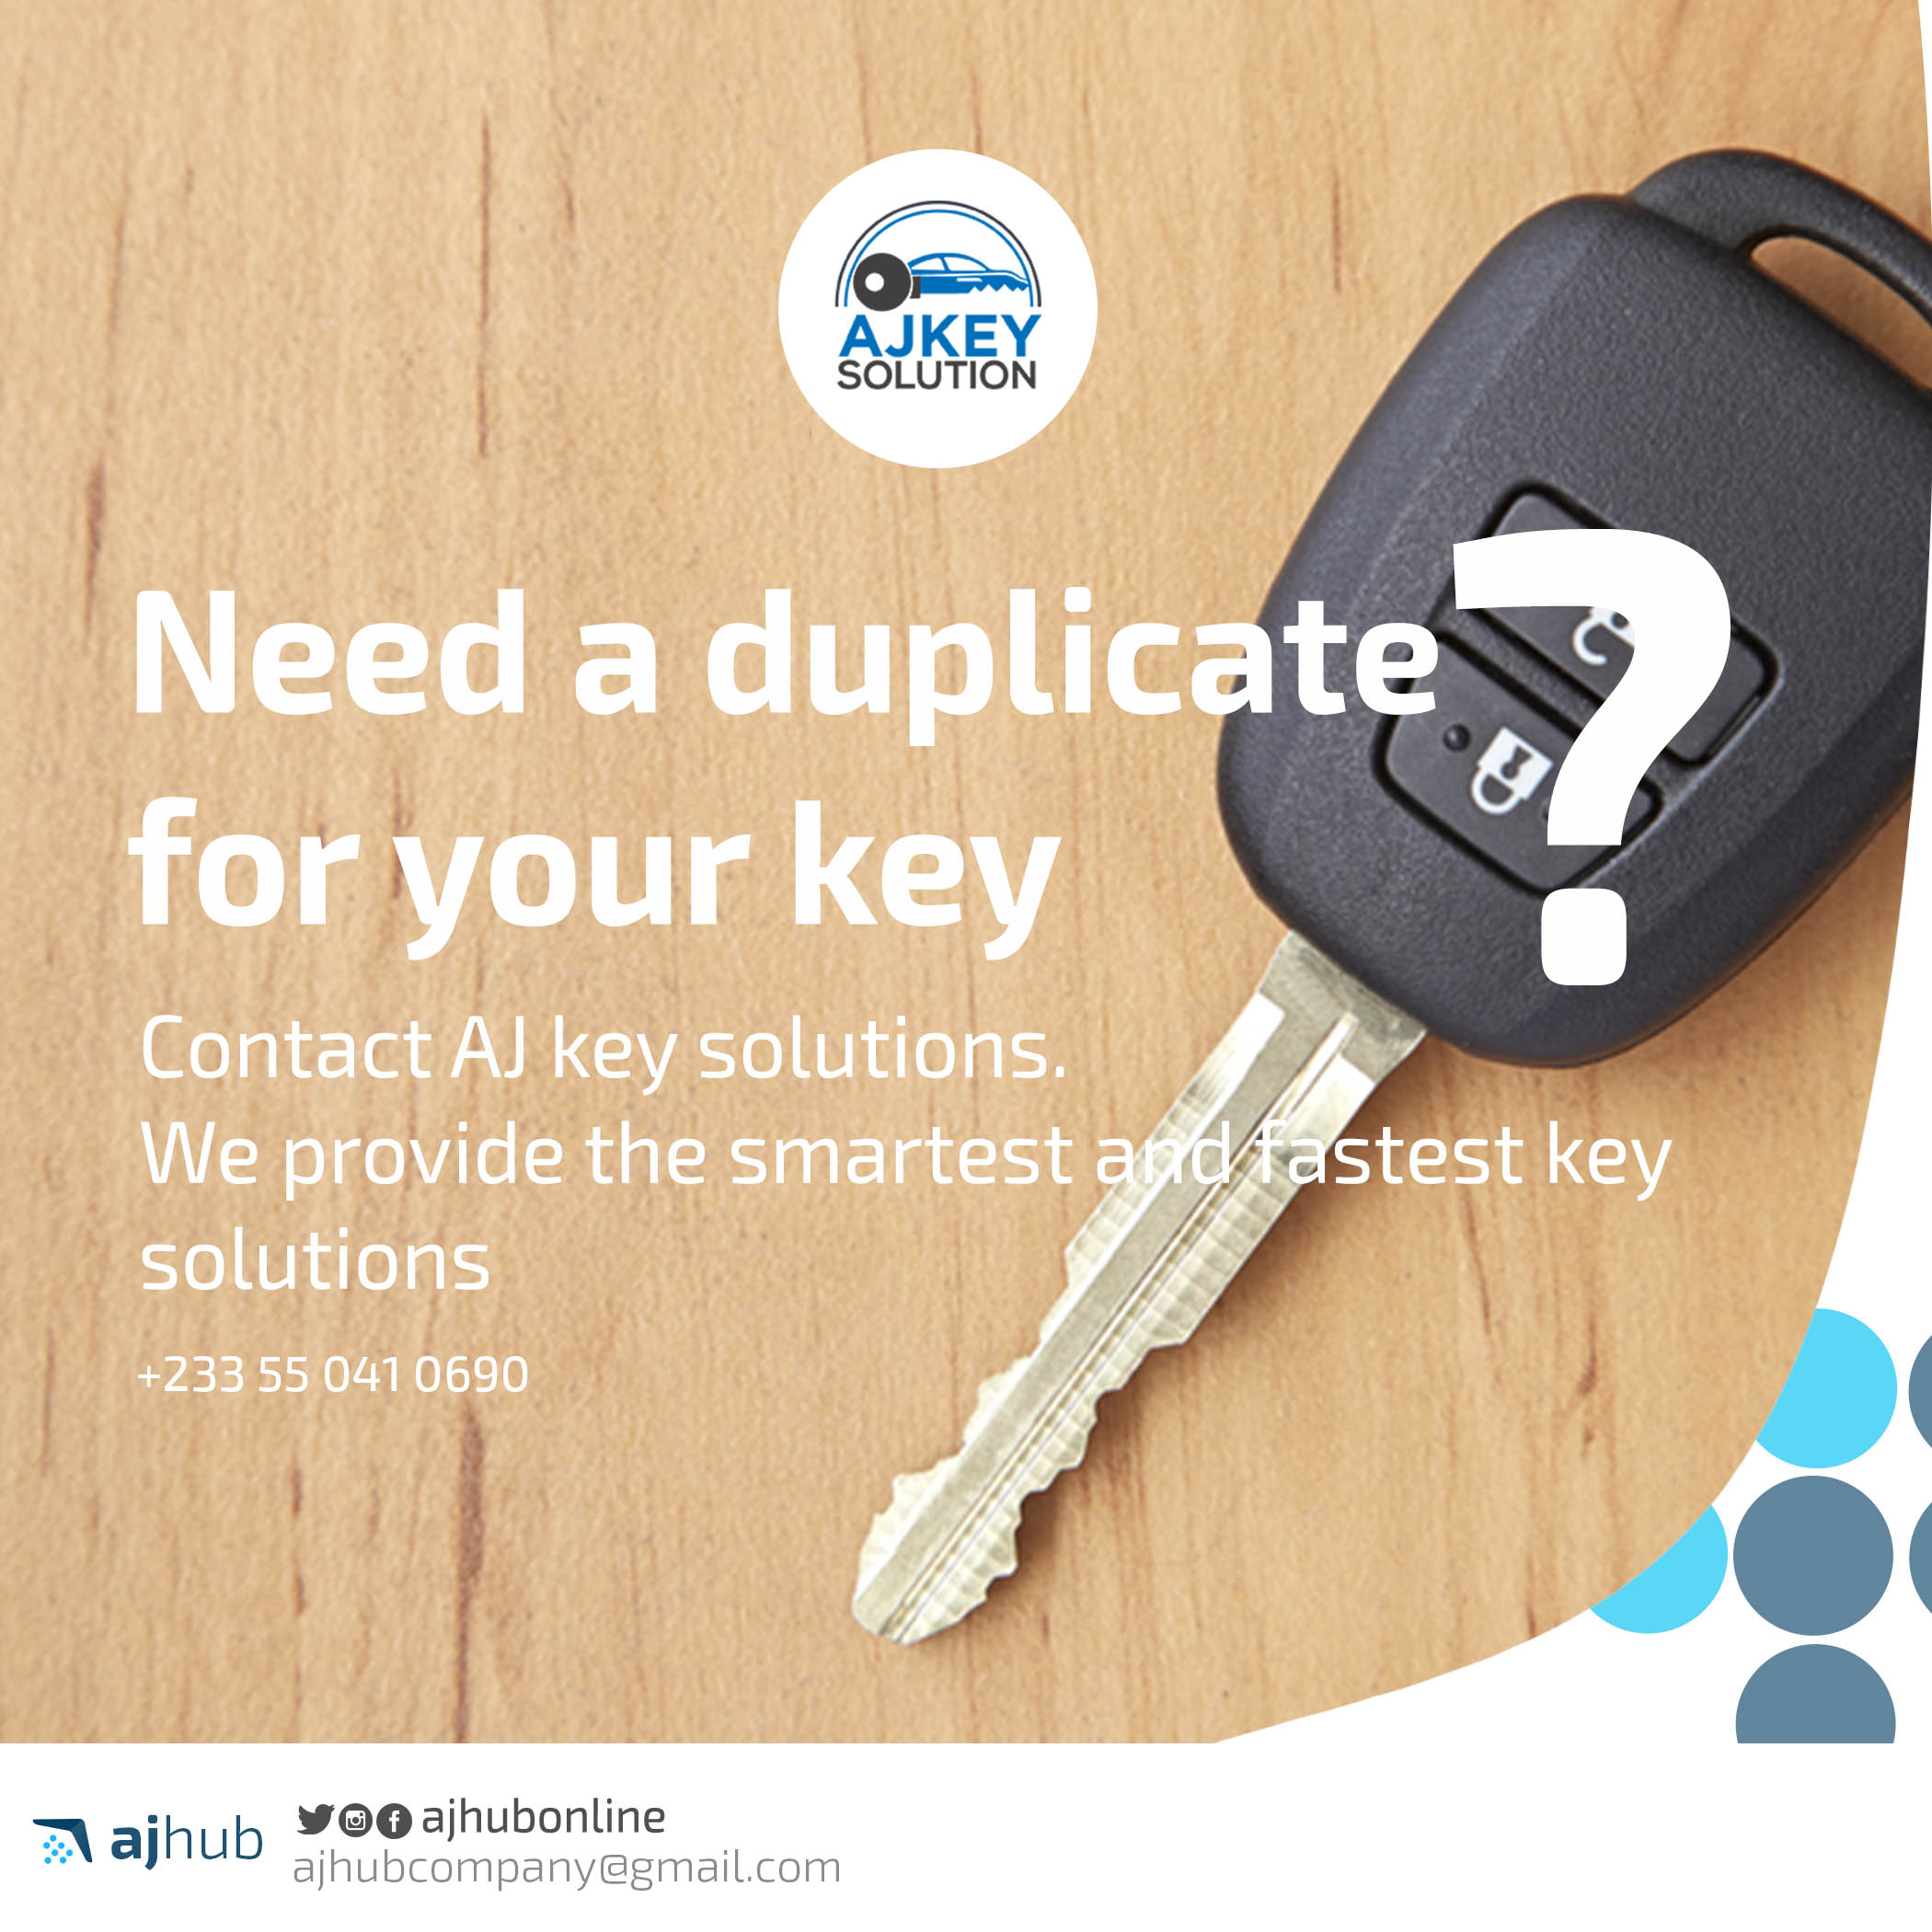 AJKEY
SOLUTION
Need a duplicate
for your key?
Contact AJ key solutions.
We provide the smartest and fastest key
solutions
+233 55 041 0690
ajhub
ajhubonline
ajhubcompany@gmail.com